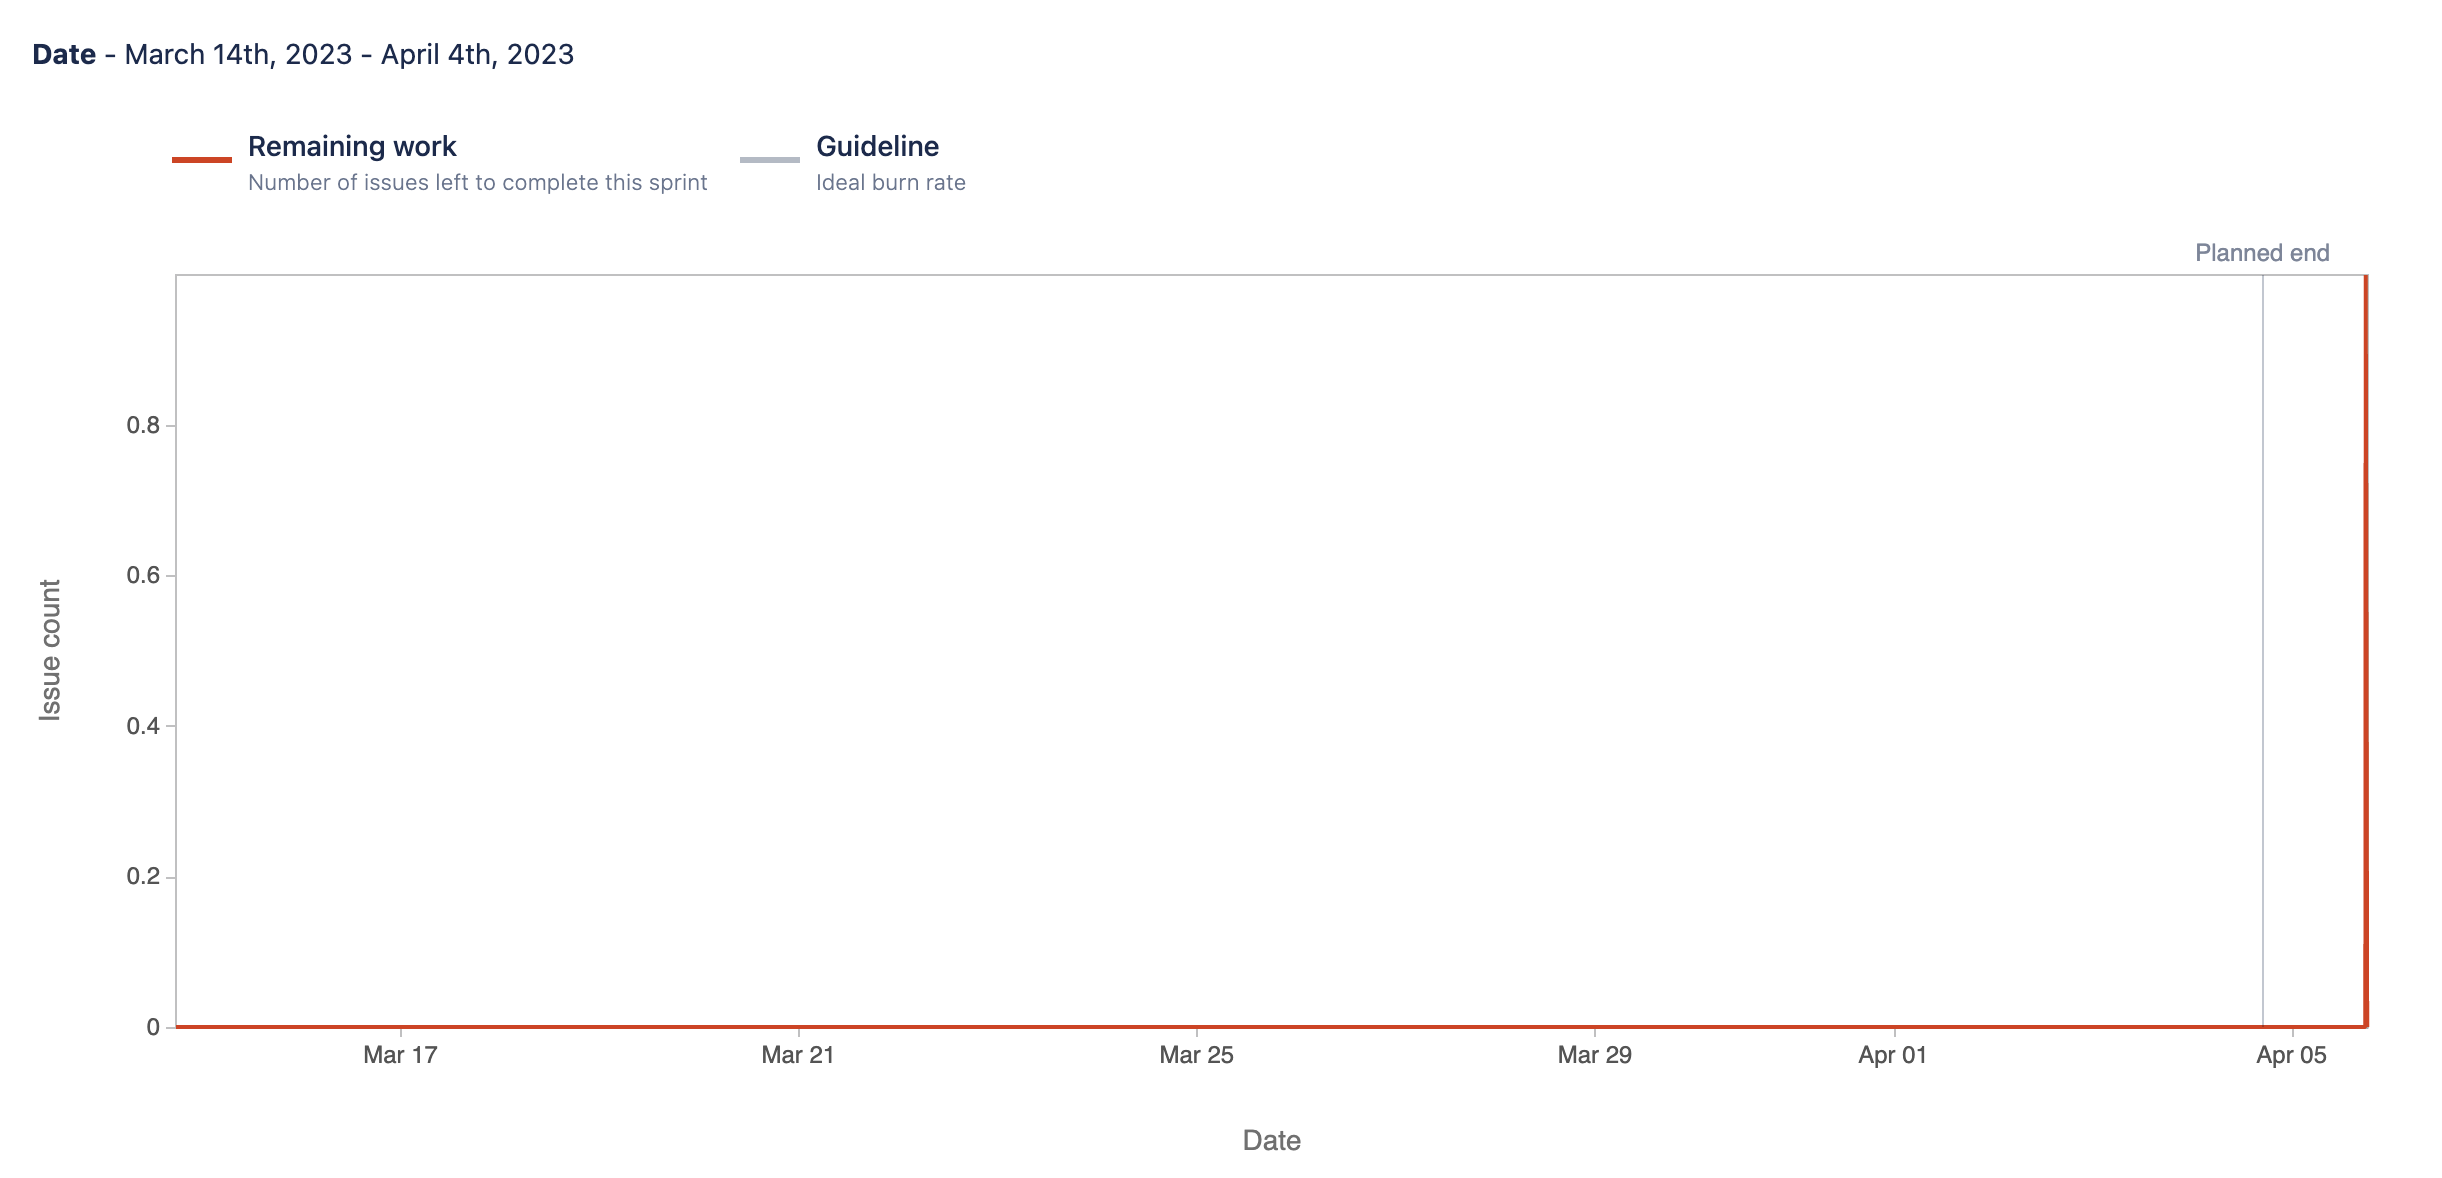 Date - March 14th, 2023 - April 4th, 2023
Remaining work
Number of issues left to complete this sprint
Guideline
Ideal burn rate
Planned end
0.8
0.6
0.4
0.2
0
Issue count
Mar 17
Mar 21
Mar 25
Mar 29
Apr 01
Apr 05
Date